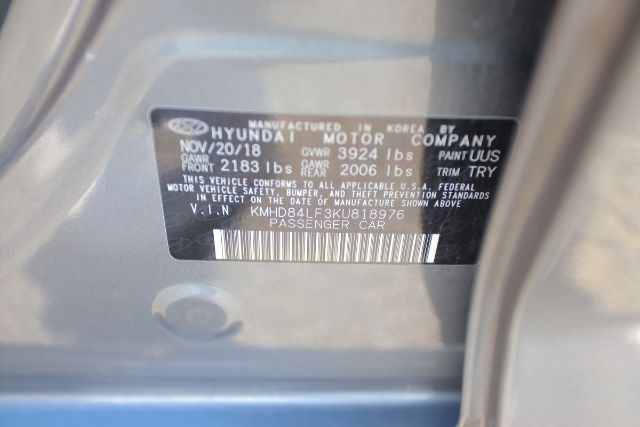 MANUFACTURED IN KOREA BY
HYUNDAI MOTOR COMPANY
NOV/20/18 GVWR 3924 lbs PAINT UUS
GAWR FRONT 2183 lbs GAWR REAR 2006 lbs TRIM TRY
THIS VEHICLE CONFORMS TO ALL APPLICABLE U.S.A. FEDERAL
MOTOR VEHICLE SAFETY, BUMPER, AND THEFT PREVENTION STANDARDS
IN EFFECT ON THE DATE OF MANUFACTURE SHOWN ABOVE
V.I.N KMHD84LF3KU818976
PASSENGER CAR